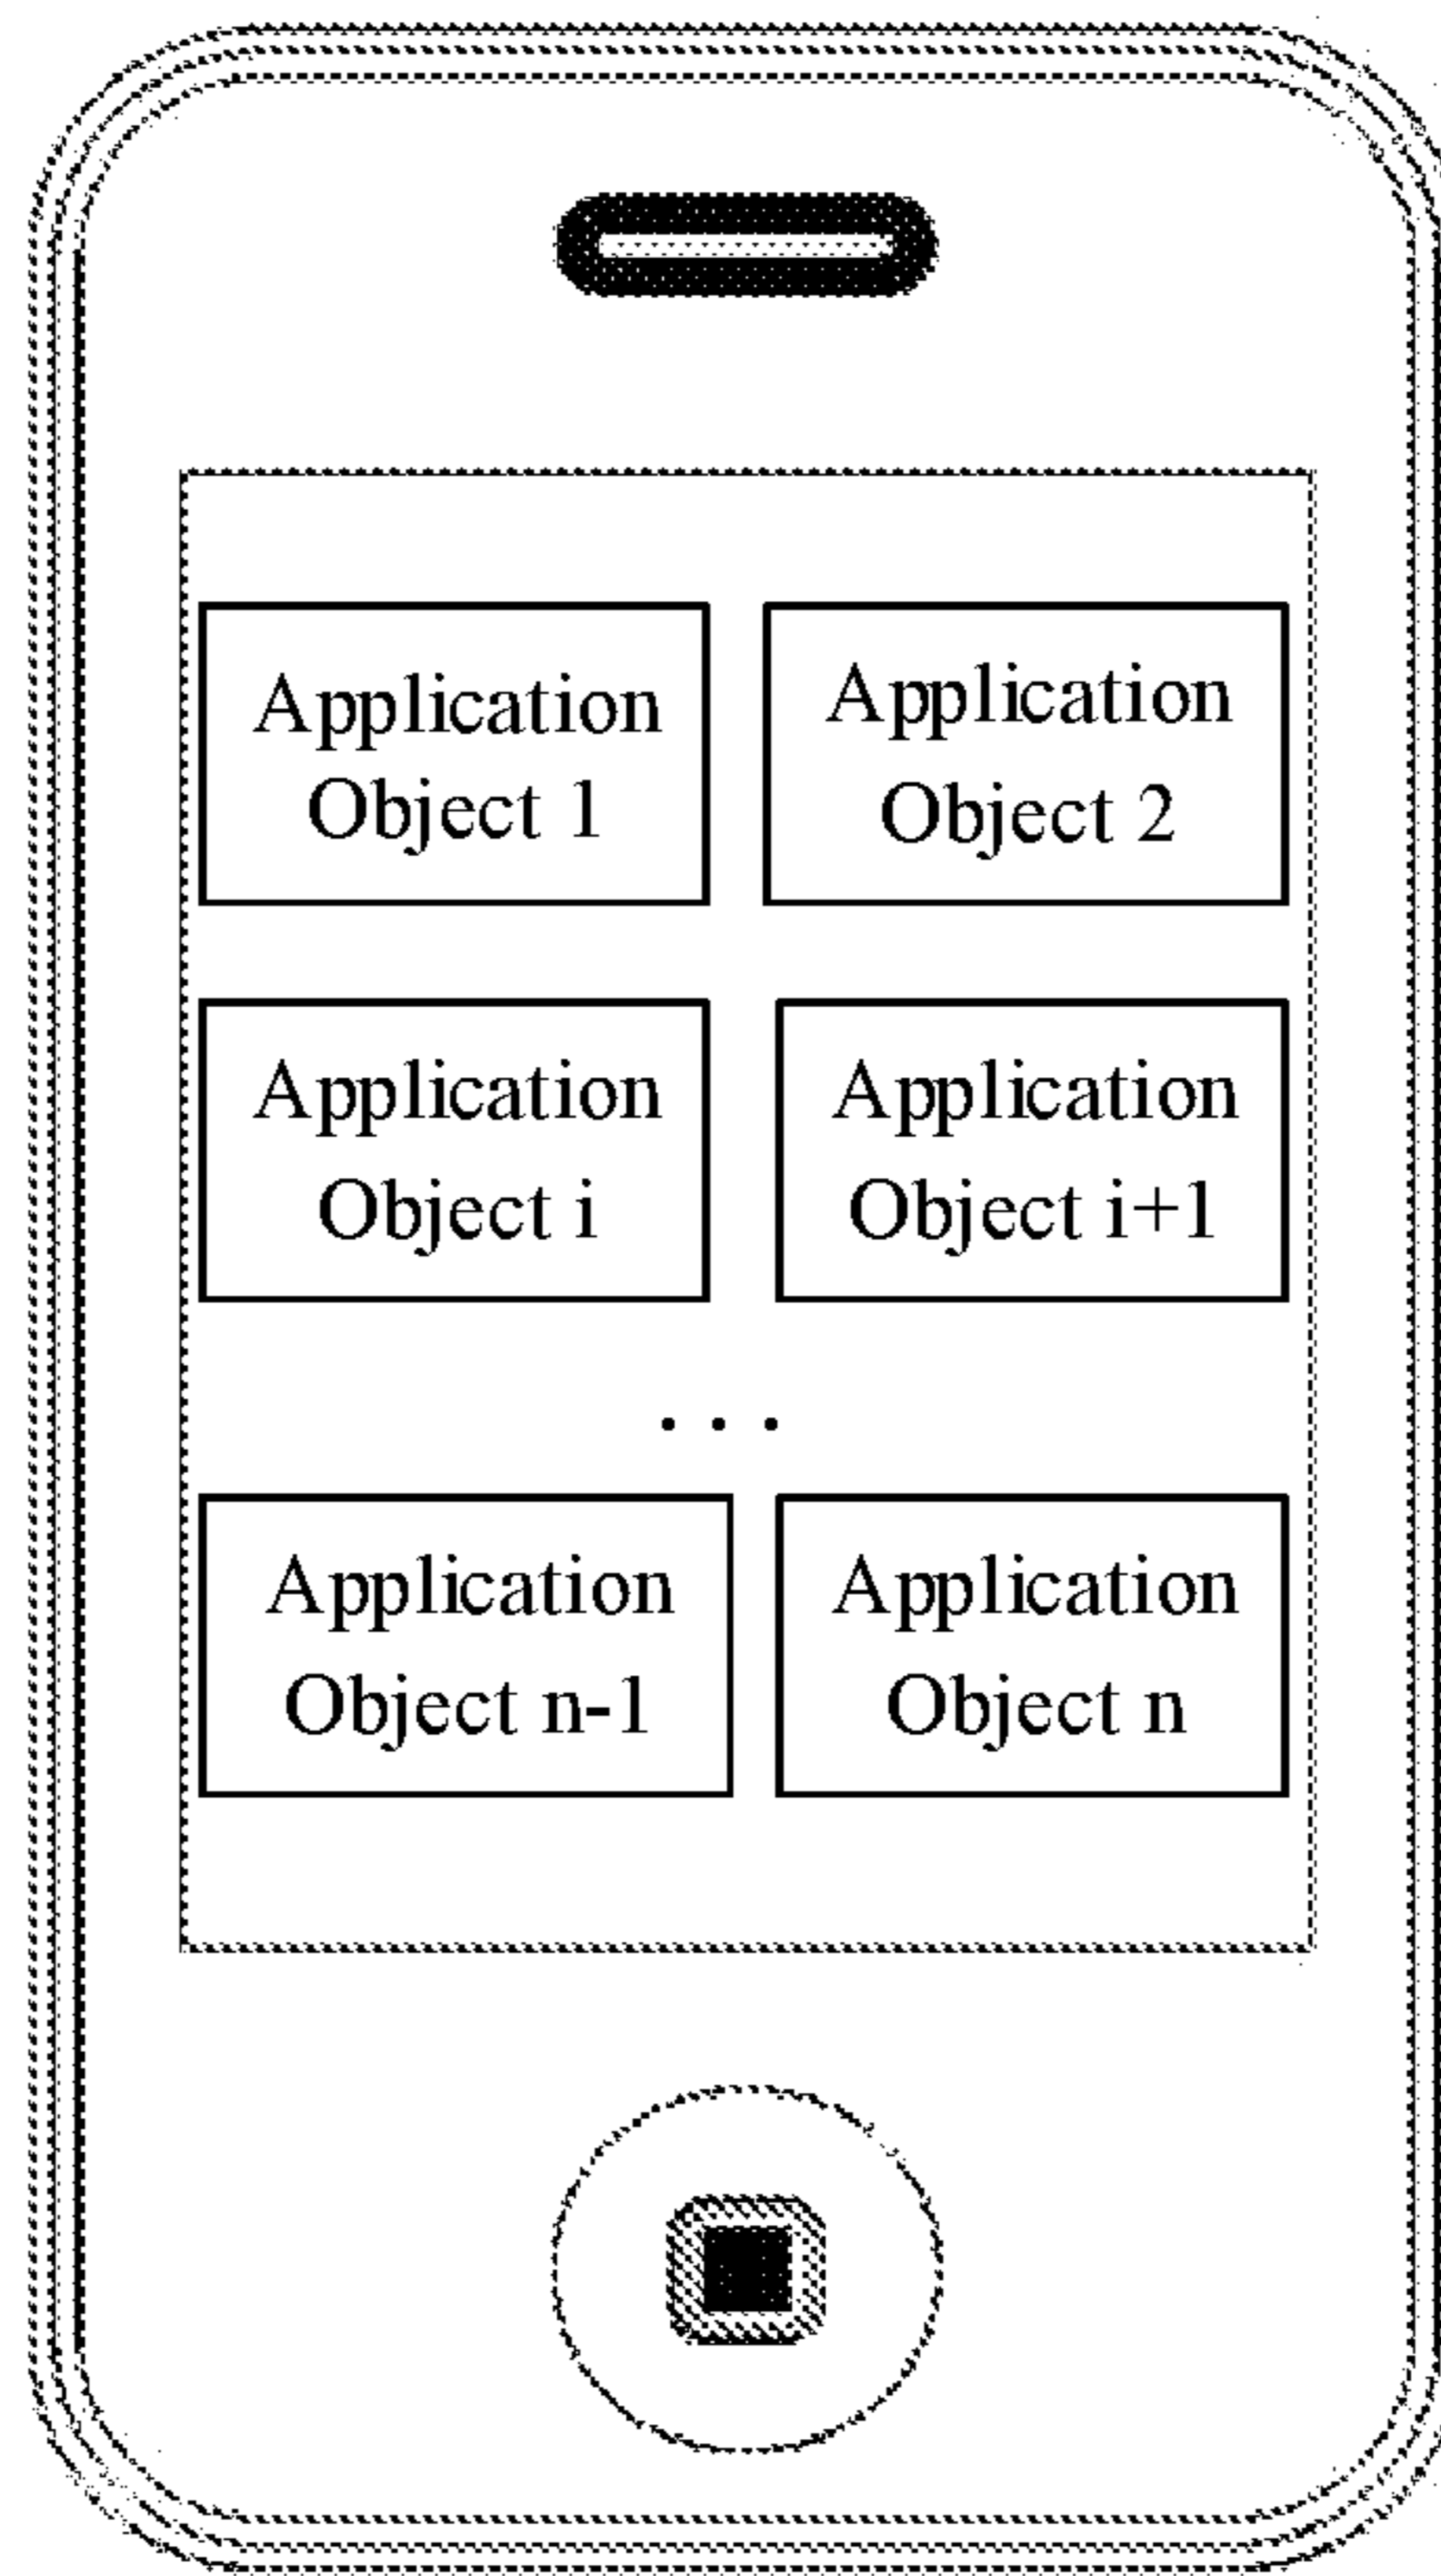 Application
Object 1
Application
Object 2
Application
Object i
Application
Object i+1
...
Application
Object n-1
Application
Object n